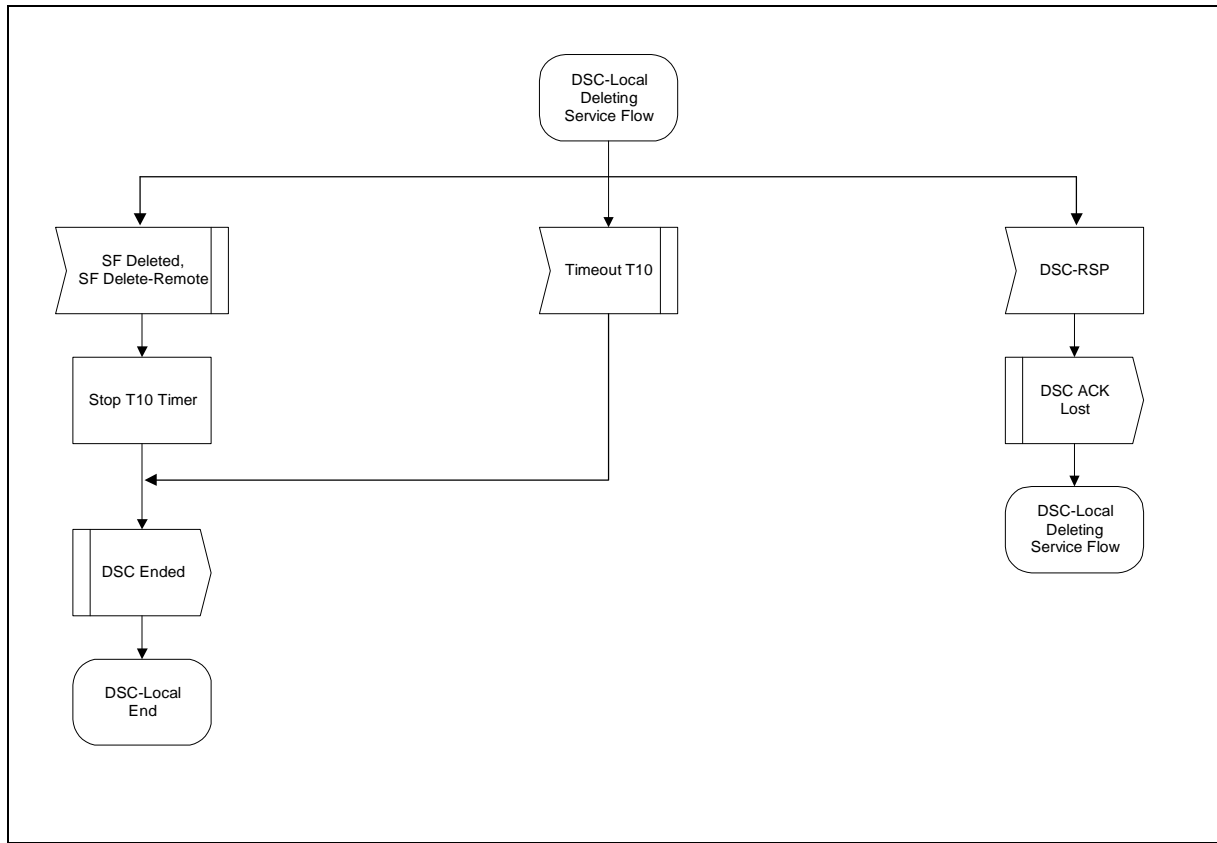 DSC-Local
Deleting
Service Flow
SF Deleted,
SF Delete-Remote
Timeout T10
DSC-RSP
Stop T10 Timer
DSC ACK
Lost
DSC-Local
Deleting
Service Flow
DSC Ended
DSC-Local
End